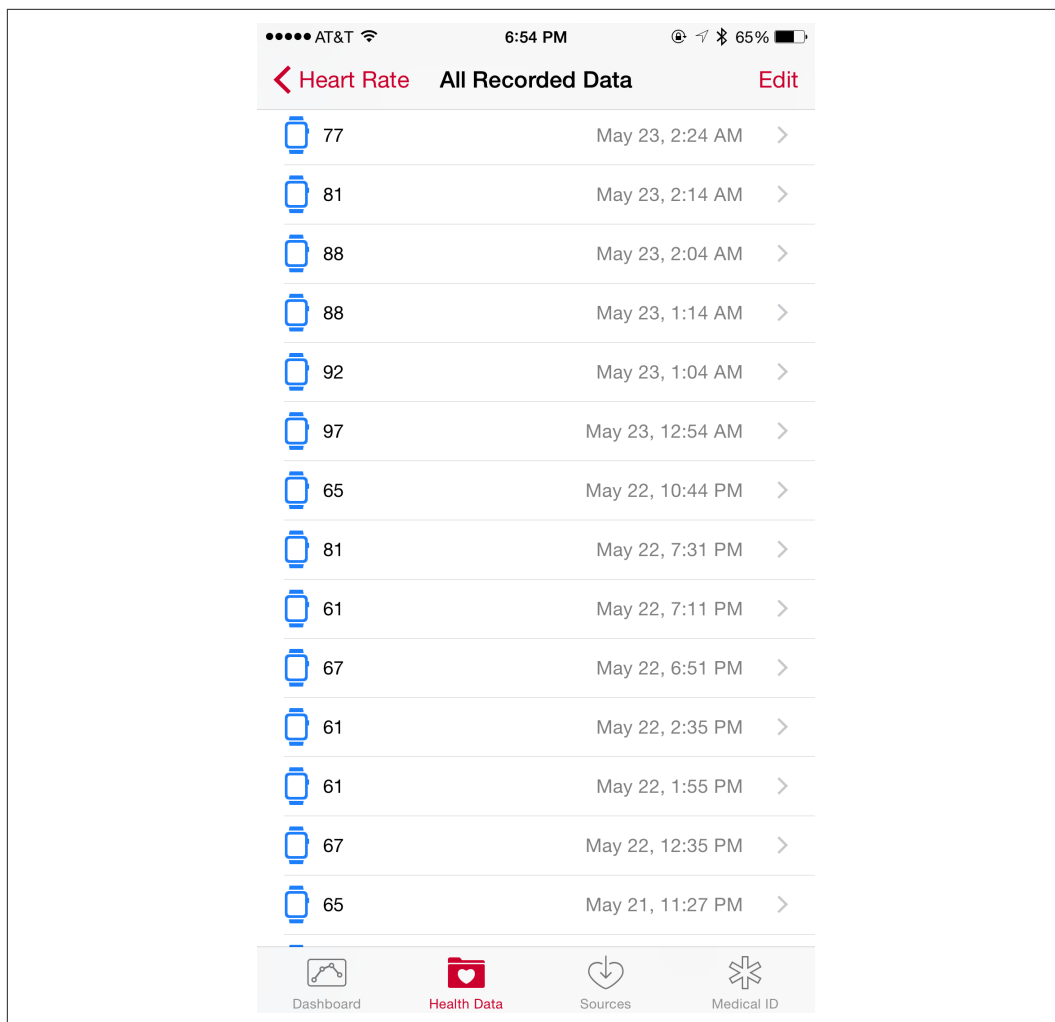 AT&T 6:54 PM 65%
Heart Rate All Recorded Data Edit
77 May 23, 2:24 AM
81 May 23, 2:14 AM
88 May 23, 2:04 AM
88 May 23, 1:14 AM
92 May 23, 1:04 AM
97 May 23, 12:54 AM
65 May 22, 10:44 PM
81 May 22, 7:31 PM
61 May 22, 7:11 PM
67 May 22, 6:51 PM
61 May 22, 2:35 PM
61 May 22, 1:55 PM
67 May 22, 12:35 PM
65 May 21, 11:27 PM
Dashboard Health Data Sources Medical ID